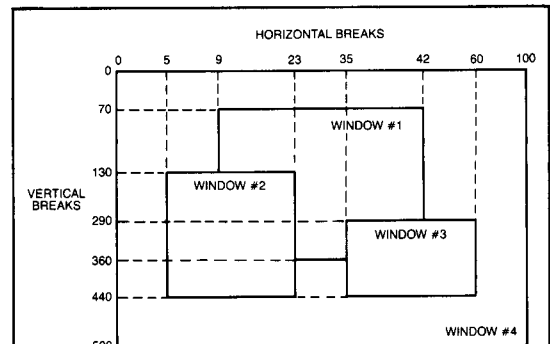 HORIZONTAL BREAKS
0 5 9 23 35 42 60 100
0
70
WINDOW #1
130
WINDOW #2
VERTICAL
BREAKS
290
WINDOW #3
360
440
WINDOW #4